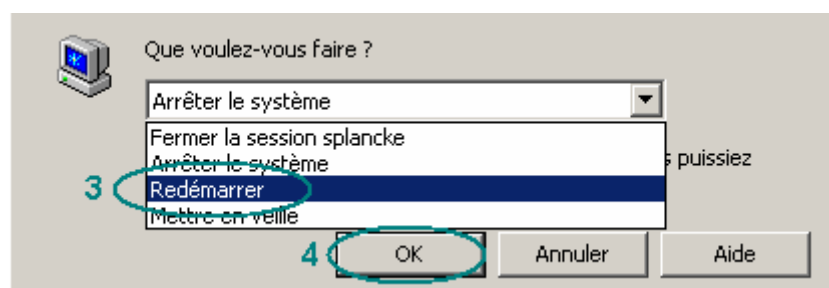 Que voulez-vous faire ?
Arrêter le système
Fermer la session splancke
Arrêter le système
s puissiez
3 Redémarrer
Mettre en veille
4 OK Annuler Aide